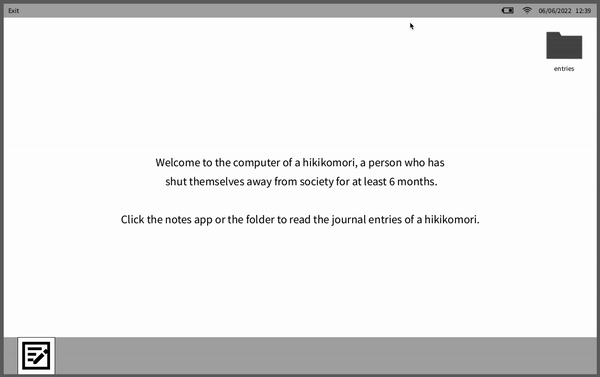 Exit
06/06/2022 12:39
entries
Welcome to the computer of a hikikomori, a person who has
shut themselves away from society for at least 6 months.
Click the notes app or the folder to read the journal entries of a hikikomori.